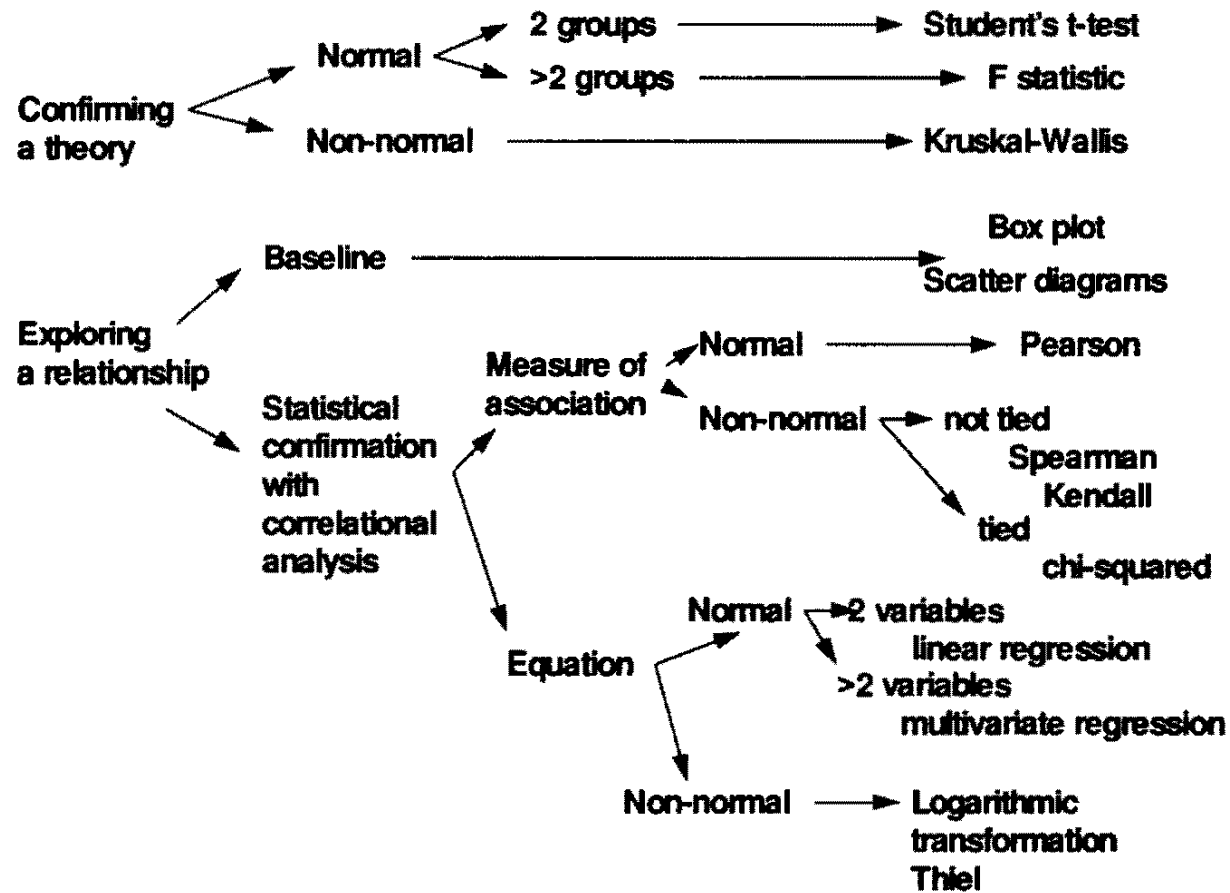 2 groups
Student's t-test
Normal
>2 groups
F statistic
Confirming
a theory
Non-normal
Kruskal-Wallis
Box plot
Baseline
Scatter diagrams
Exploring
a relationship
Normal
Pearson
Measure of
association
Statistical
confirmation
with
correlational
analysis
Non-normal
not tied
Spearman
Kendall
tied
chi-squared
Normal
2 variables
linear regression
Equation
>2 variables
multivariate regression
Non-normal
Logarithmic
transformation
Thiel